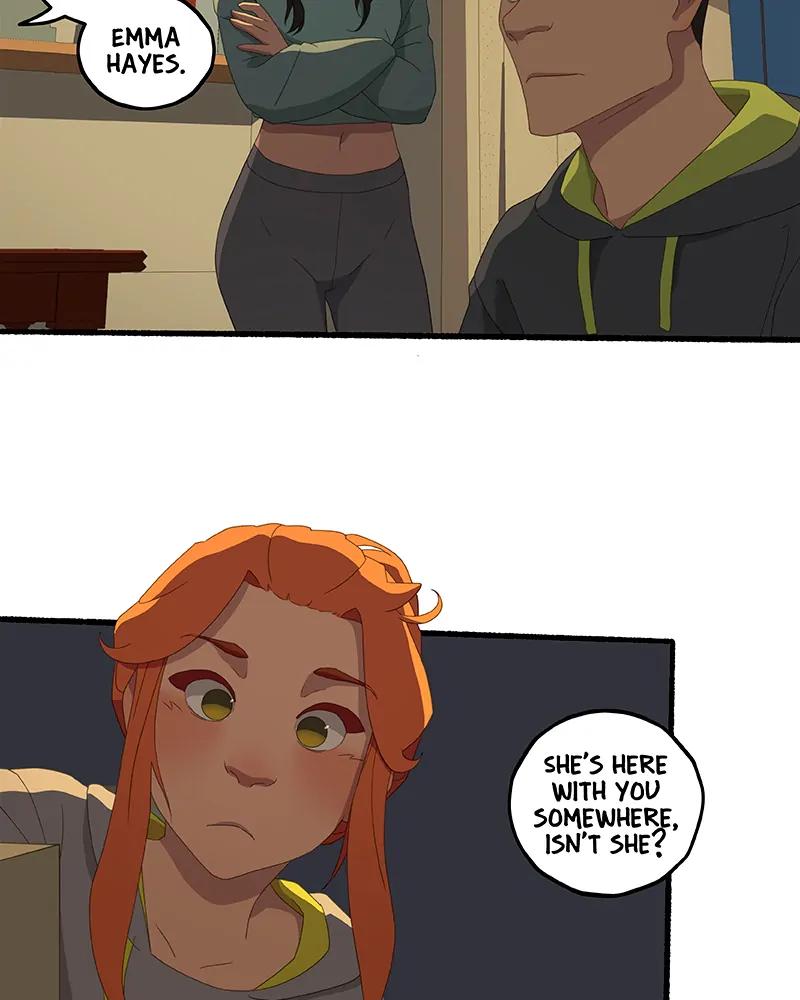 EMMA
HAYES.
SHE'S HERE
WITH YOU
SOMEWHERE,
ISN'T SHE?